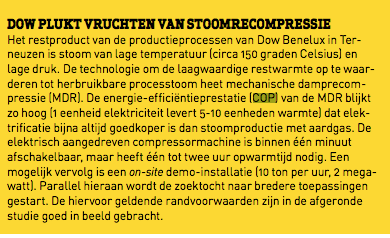 DOW PLUKT VRUCHTEN VAN STOOMRECOMPRESSIE
Het restproduct van de productieprocessen van Dow Benelux in Ter-
neuzen is stoom van lage temperatuur (circa 150 graden Celsius) en
lage druk. De technologie om de laagwaardige restwarmte op te waar-
deren tot herbruikbare processtoom heet mechanische damprecom-
pressie (MDR). De energie-efficiëntieprestatie (COP) van de MDR blijkt
zo hoog (1 eenheid elektriciteit levert 5-10 eenheden warmte) dat elek-
trificatie bijna altijd goedkoper is dan stoomproductie met aardgas. De
elektrisch aangedreven compressormachine is binnen één minuut
afschakelbaar, maar heeft één tot twee uur opwarmtijd nodig. Een
mogelijk vervolg is een on-site demo-installatie (10 ton per uur, 2 mega-
watt). Parallel hieraan wordt de zoektocht naar bredere toepassingen
gestart. De hiervoor geldende randvoorwaarden zijn in de afgeronde
studie goed in beeld gebracht.